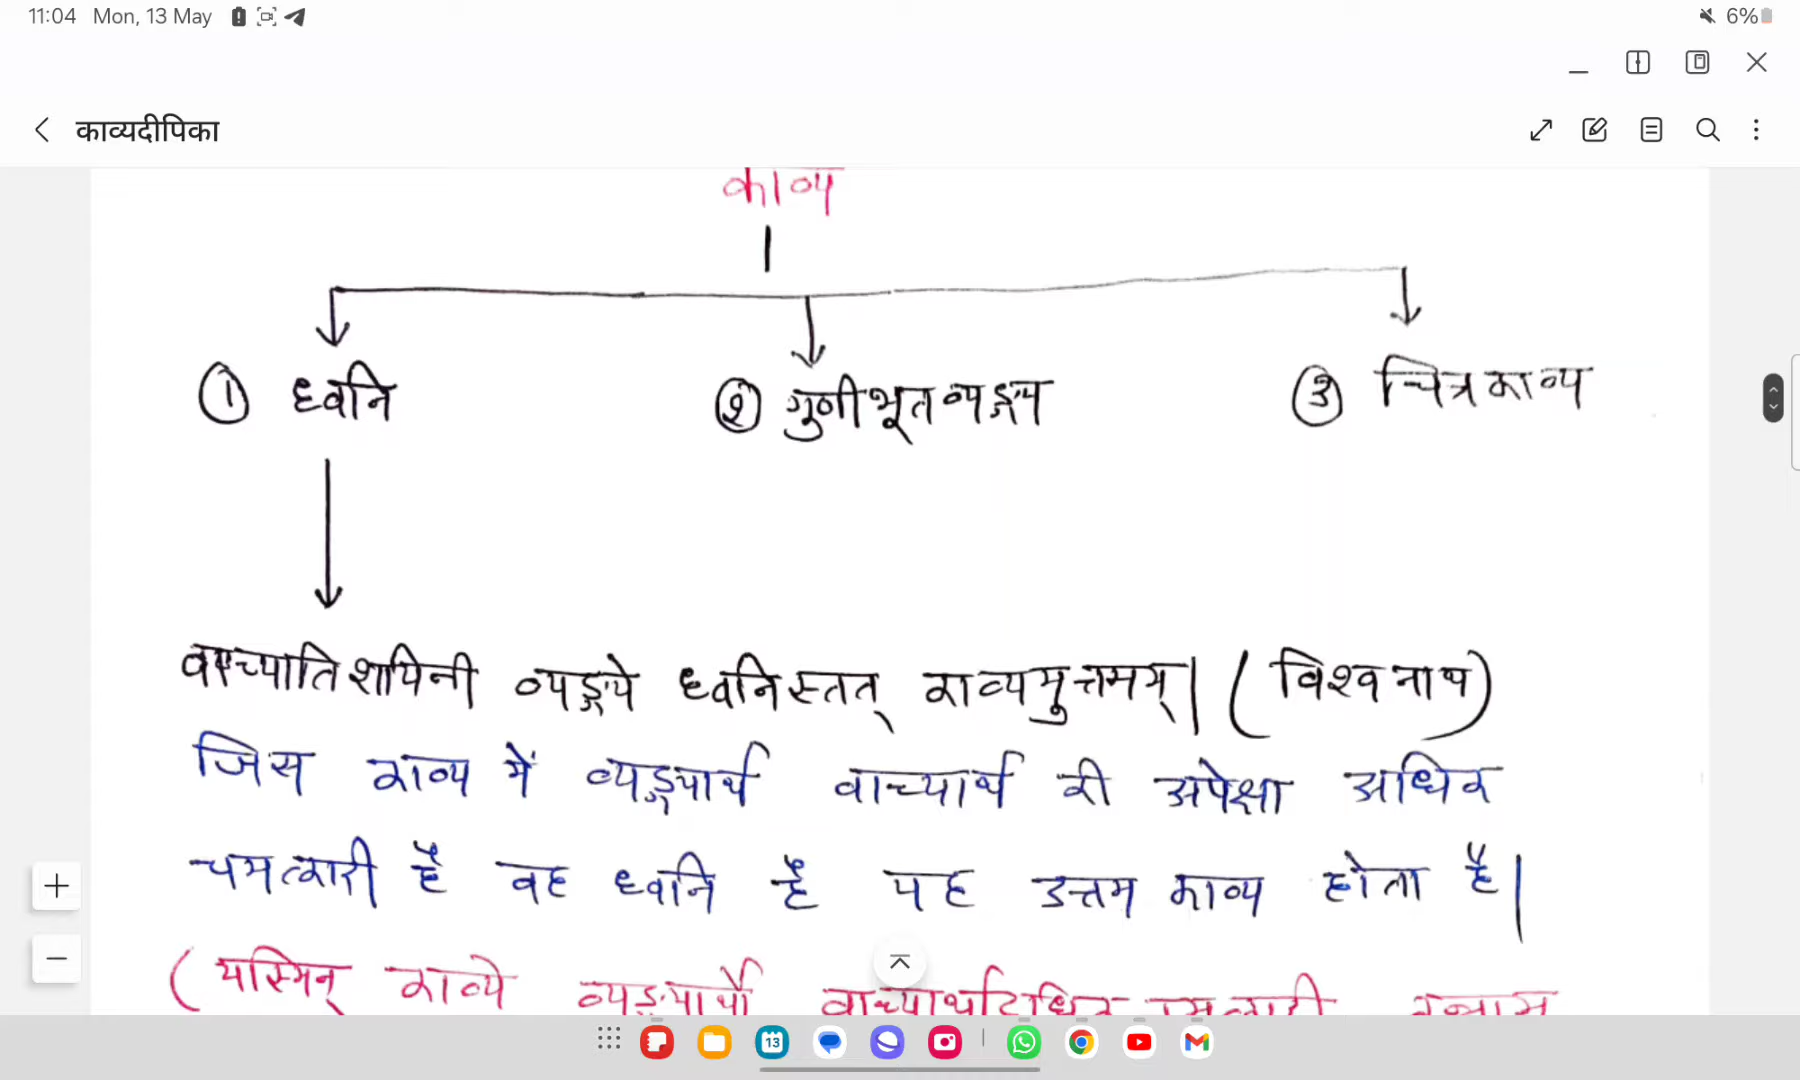 11:04 Mon, 13 May 6%
काव्यदीपिका
काव्य
① ध्वनि ② गुणीभूतव्यङ्ग्य ③ चित्रकाव्य
वाच्यातिशायिनी व्यङ्ग्ये ध्वनिस्तत् काव्यमुत्तमम्। (विश्वनाथ)
जिस काव्य में व्यङ्ग्यार्थ वाच्यार्थ की अपेक्षा अधिक
चमत्कारी है वह ध्वनि है यह उत्तम काव्य होता है।
(यस्मिन् काव्ये व्यङ्ग्यार्थो
13